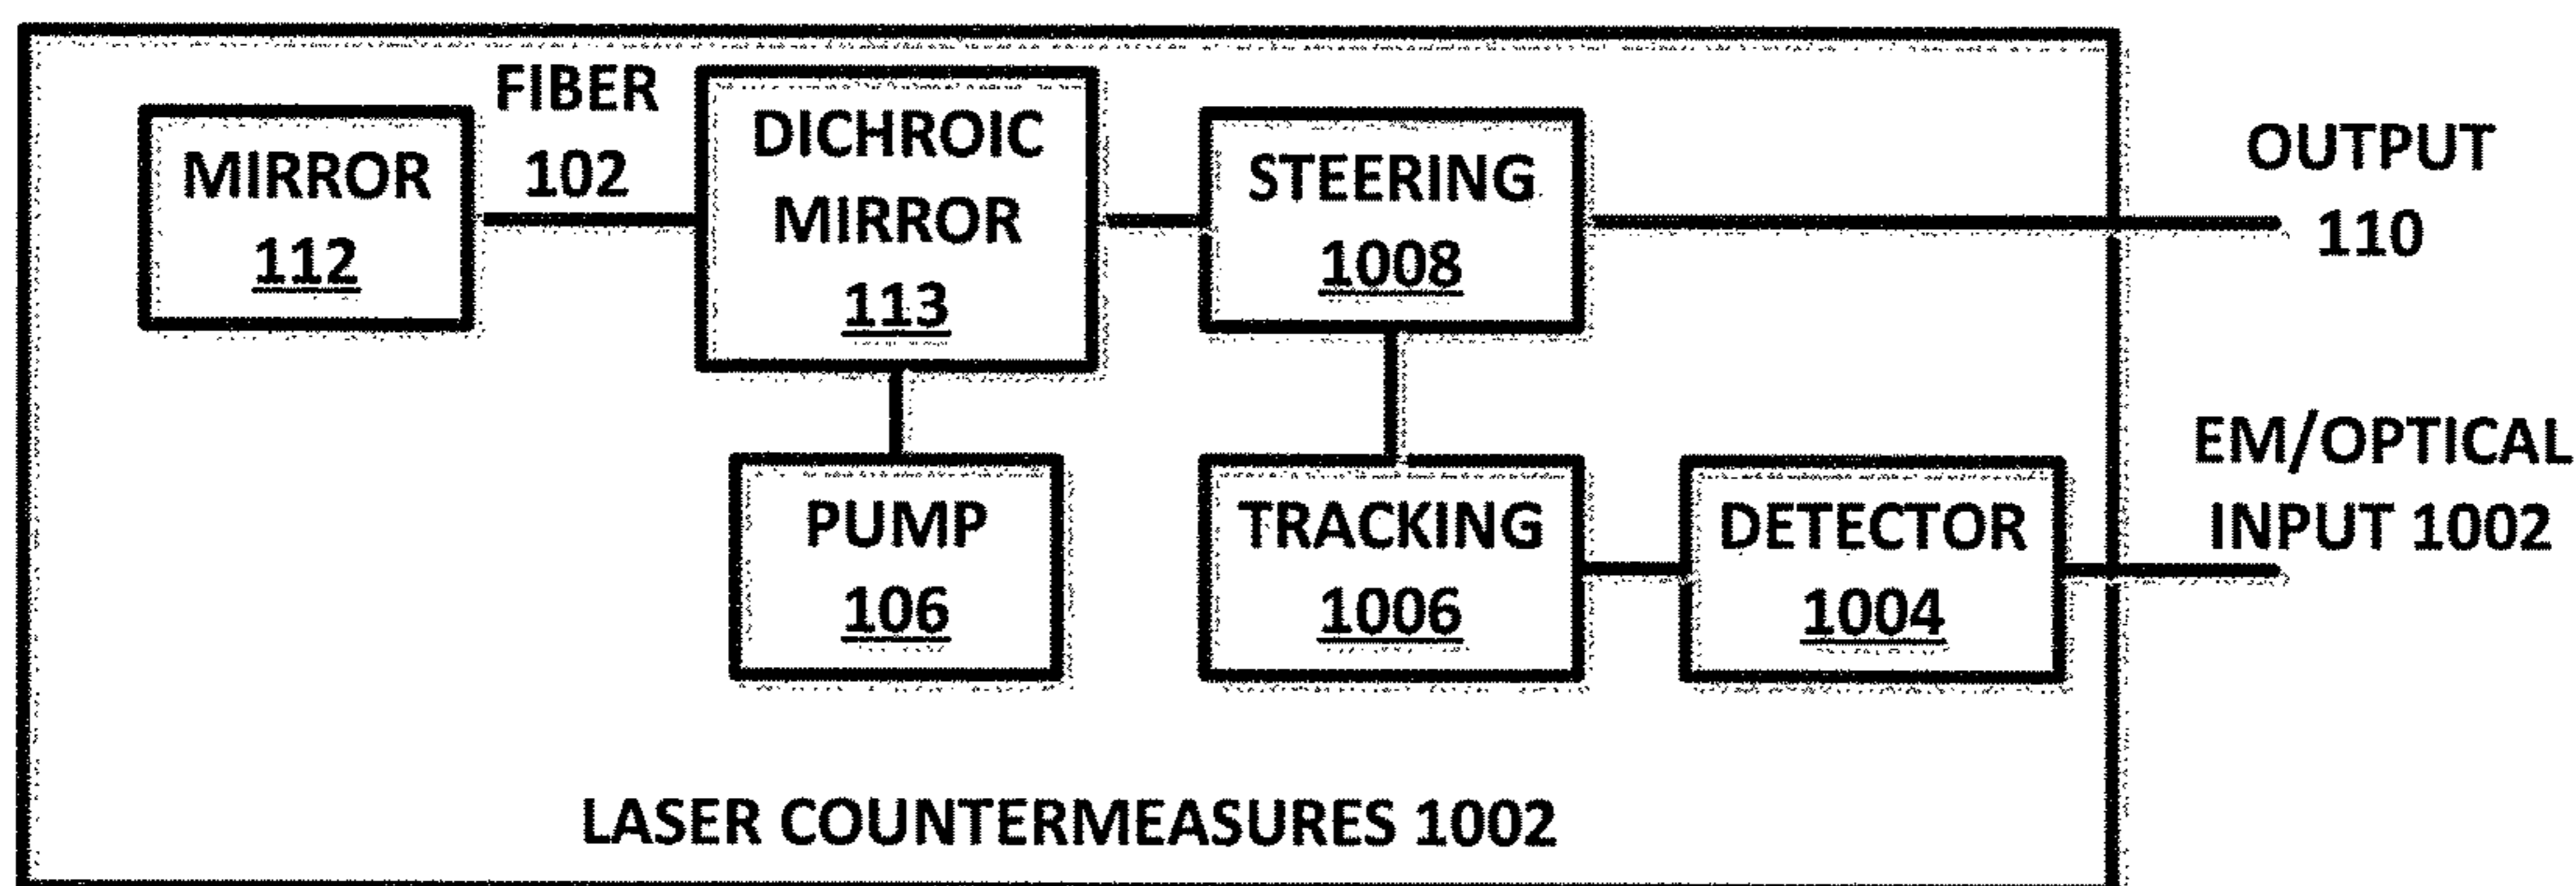 MIRROR
112
FIBER
102
DICHROIC
MIRROR
113
STEERING
1008
OUTPUT
110
PUMP
106
TRACKING
1006
DETECTOR
1004
EM/OPTICAL
INPUT 1002
LASER COUNTERMEASURES 1002